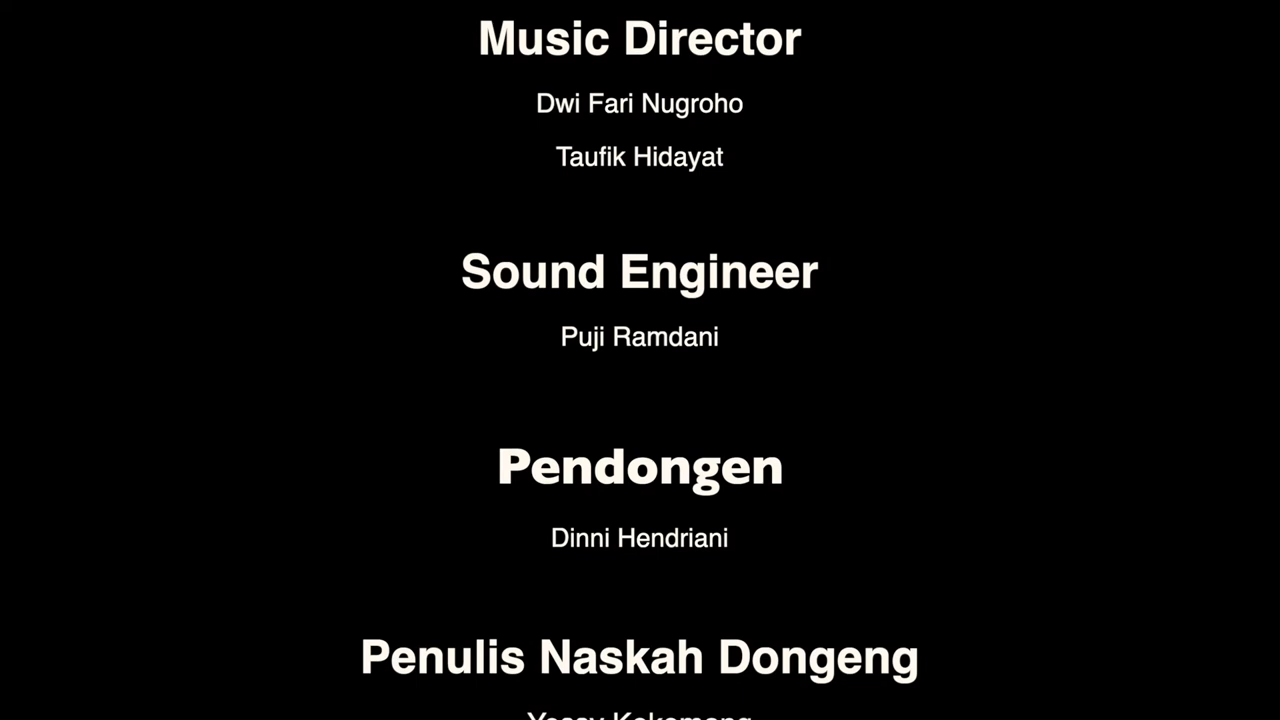 Music Director
Dwi Fari Nugroho
Taufik Hidayat
Sound Engineer
Puji Ramdani
Pendongen
Dinni Hendriani
Penulis Naskah Dongeng